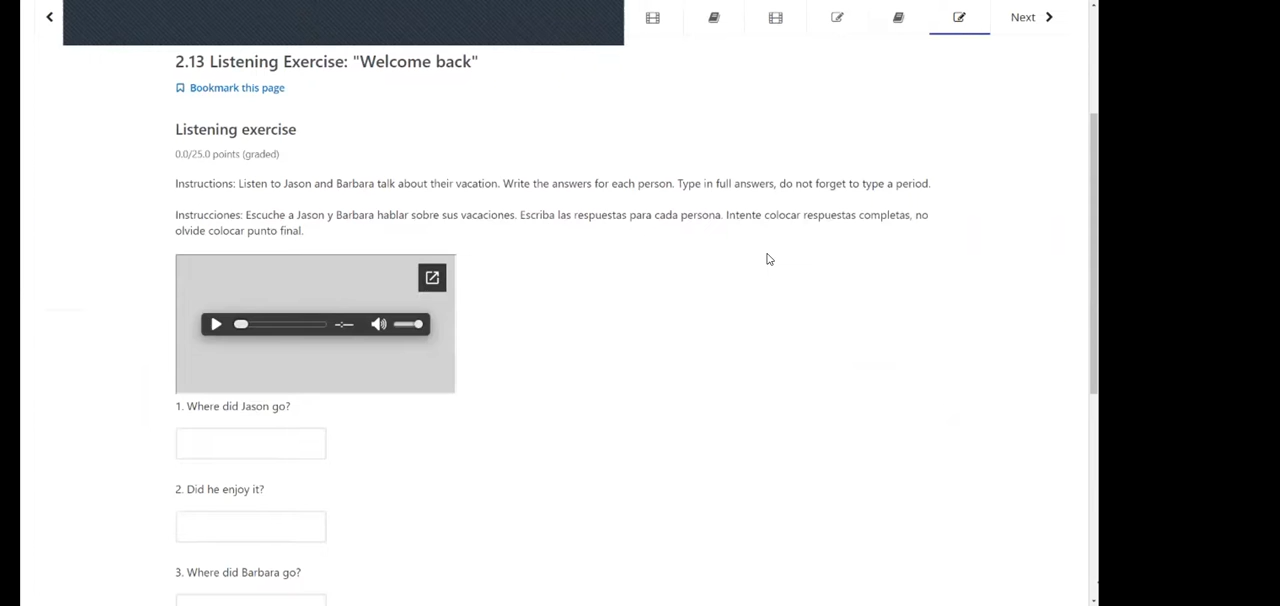 Next
2.13 Listening Exercise: "Welcome back"
Bookmark this page
Listening exercise
0.0/25.0 points (graded)
Instructions: Listen to Jason and Barbara talk about their vacation. Write the answers for each person. Type in full answers, do not forget to type a period.
Instrucciones: Escuche a Jason y Barbara hablar sobre sus vacaciones. Escriba las respuestas para cada persona. Intente colocar respuestas completas, no
olvide colocar punto final.
1. Where did Jason go?
2. Did he enjoy it?
3. Where did Barbara go?